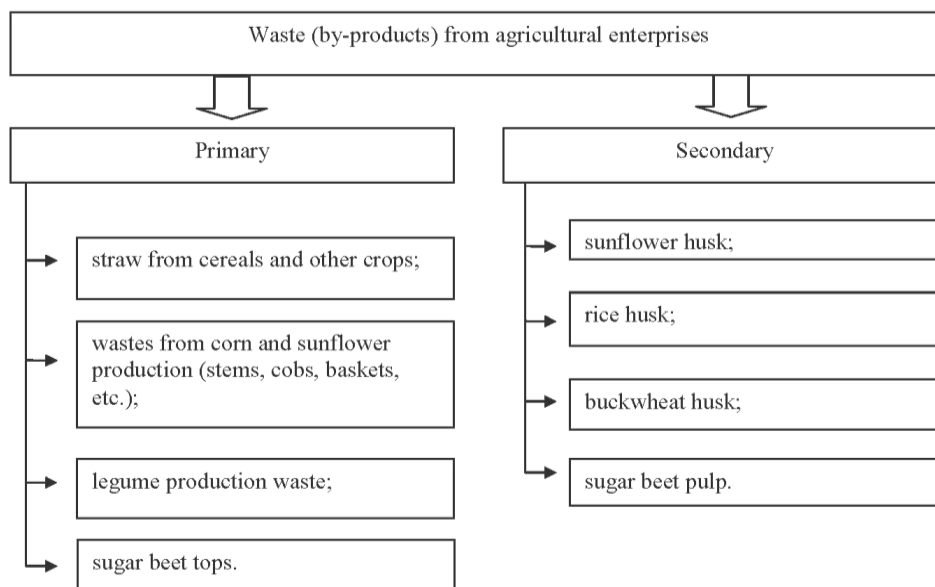 Waste (by-products) from agricultural enterprises
Primary
straw from cereals and other crops;
wastes from corn and sunflower
production (stems, cobs, baskets,
etc.);
legume production waste;
sugar beet tops.
Secondary
sunflower husk;
rice husk;
buckwheat husk;
sugar beet pulp.